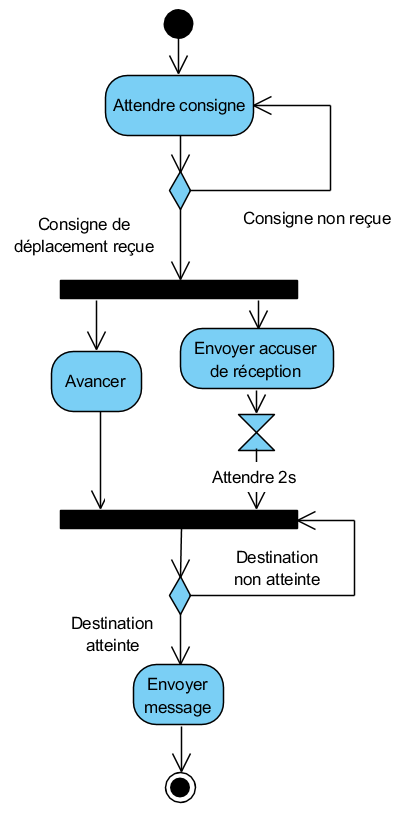 Attendre consigne
Consigne non reçue
Consigne de
déplacement reçue
Envoyer accuser
de réception
Avancer
Attendre 2s
Destination
non atteinte
Destination
atteinte
Envoyer
message